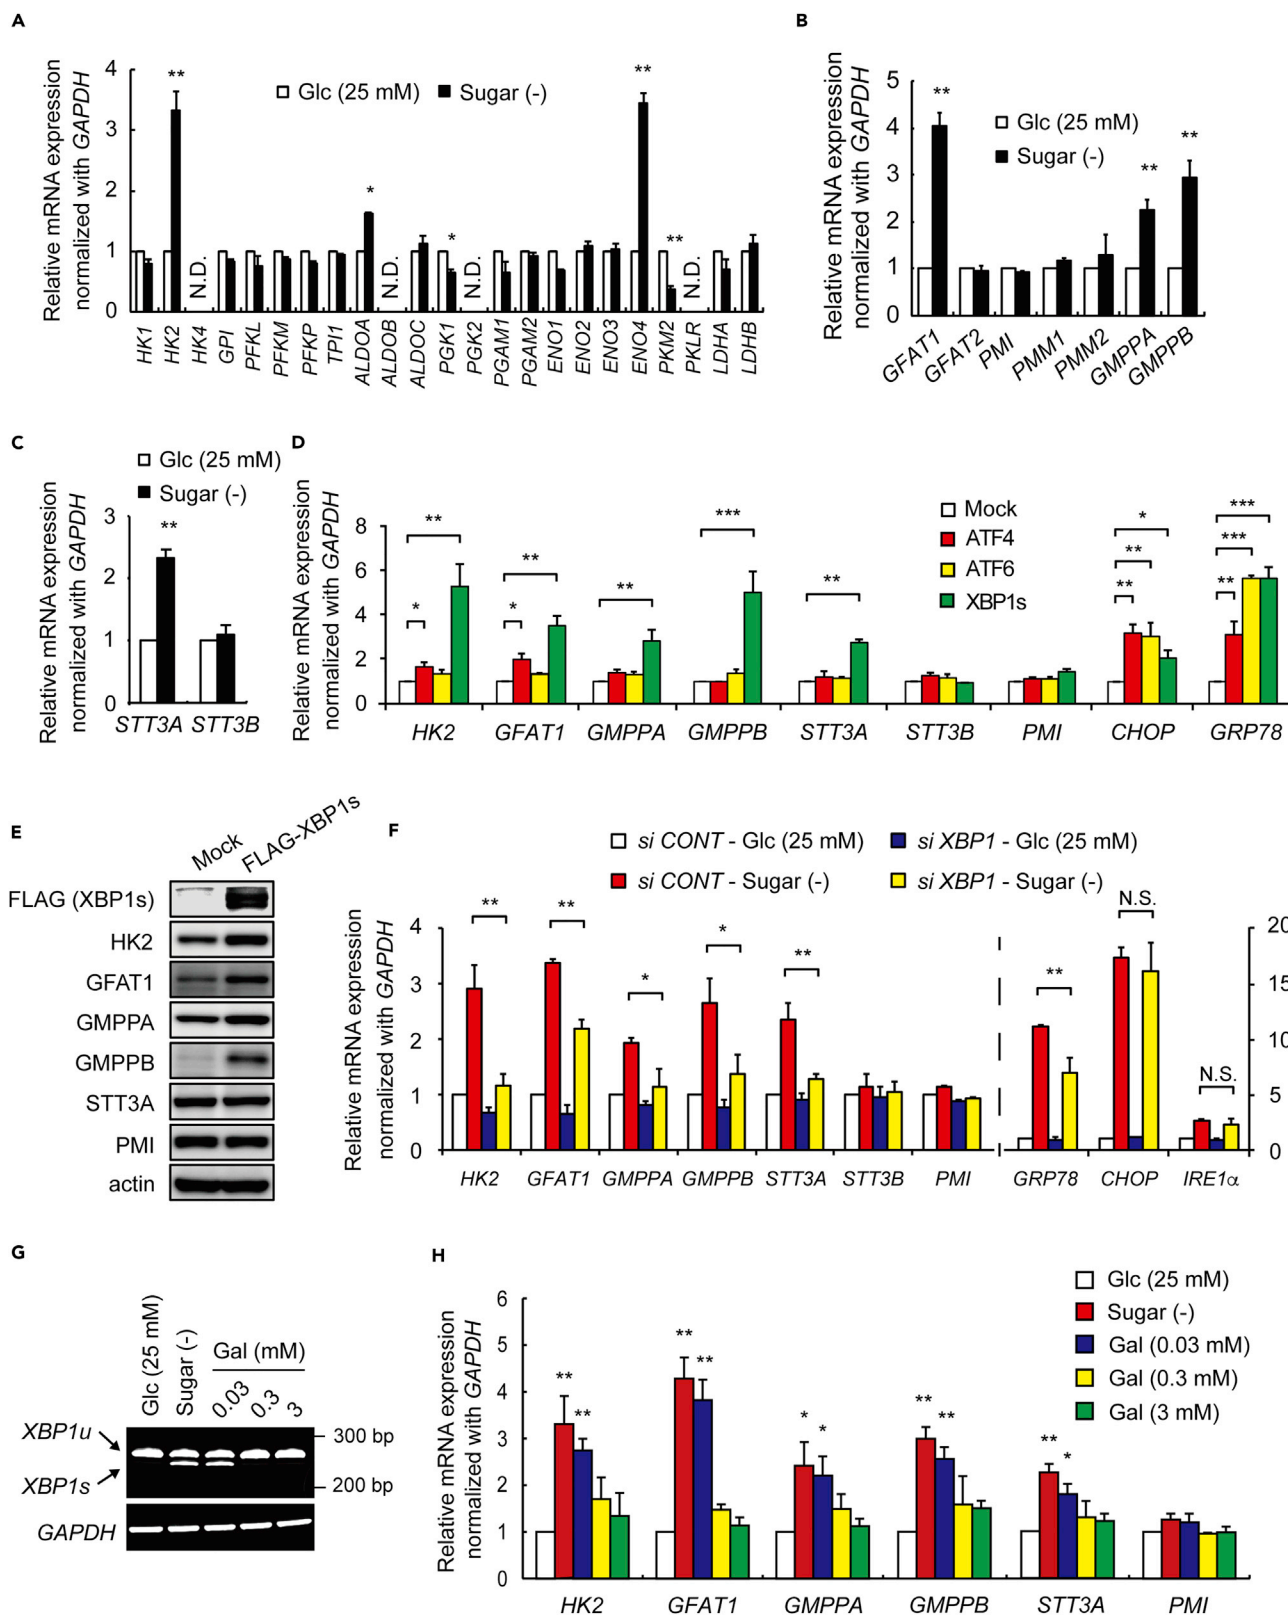 A
Relative mRNA expression
normalized with GAPDH
4
3
2
1
0
Glc (25 mM)
Sugar (-)
**
*
*
**
**
N.D.
N.D.
N.D.
N.D.
HK1
HK2
HK4
GPI
PFKL
PFKM
PFKP
TPI1
ALDOA
ALDOB
ALDOC
PGK1
PGK2
PGAM1
PGAM2
ENO1
ENO2
ENO3
ENO4
PKM2
PKLR
LDHA
LDHB
B
Relative mRNA expression
normalized with GAPDH
5
4
3
2
1
0
Glc (25 mM)
Sugar (-)
**
**
**
GFAT1
GFAT2
PMI
PMM1
PMM2
GMPPA
GMPPB
C
Glc (25 mM)
Sugar (-)
Relative mRNA expression
normalized with GAPDH
3
2
1
0
**
STT3A
STT3B
D
Relative mRNA expression
normalized with GAPDH
8
6
4
2
0
Mock
ATF4
ATF6
XBP1s
**
*
**
*
**
***
**
*
**
**
***
***
**
HK2
GFAT1
GMPPA
GMPPB
STT3A
STT3B
PMI
CHOP
GRP78
E
Mock
FLAG-XBP1s
FLAG (XBP1s)
HK2
GFAT1
GMPPA
GMPPB
STT3A
PMI
actin
F
si CONT - Glc (25 mM)
si XBP1 - Glc (25 mM)
si CONT - Sugar (-)
si XBP1 - Sugar (-)
Relative mRNA expression
normalized with GAPDH
4
3
2
1
0
**
**
*
*
**
**
N.S.
N.S.
20
15
10
5
0
HK2
GFAT1
GMPPA
GMPPB
STT3A
STT3B
PMI
GRP78
CHOP
IRE1α
G
Glc (25 mM)
Sugar (-)
Gal (mM)
0.03
0.3
3
XBP1u
XBP1s
300 bp
200 bp
GAPDH
H
Relative mRNA expression
normalized with GAPDH
6
5
4
3
2
1
0
Glc (25 mM)
Sugar (-)
Gal (0.03 mM)
Gal (0.3 mM)
Gal (3 mM)
**
**
**
**
*
*
**
**
**
*
HK2
GFAT1
GMPPA
GMPPB
STT3A
PMI